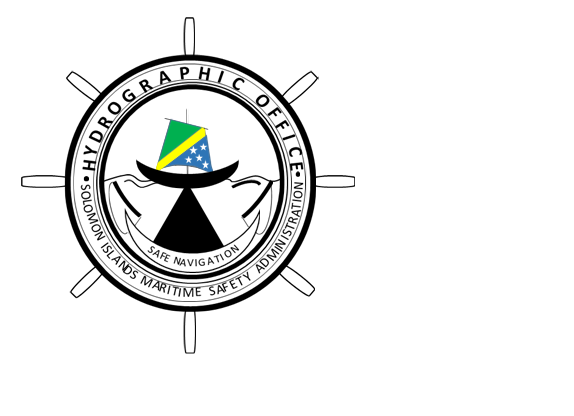 HYDROGRAPHIC OFFICE
SAFE NAVIGATION
SOLOMON ISLANDS MARITIME SAFETY ADMINISTRATION